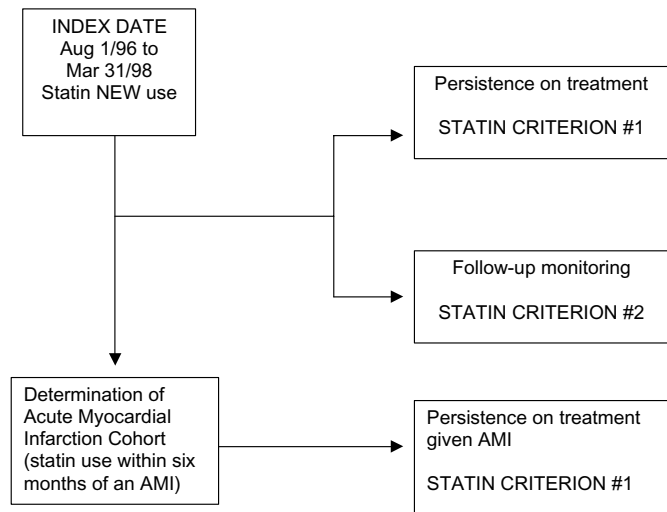 INDEX DATE
Aug 1/96 to
Mar 31/98
Statin NEW use
Persistence on treatment
STATIN CRITERION #1
Follow-up monitoring
STATIN CRITERION #2
Determination of
Acute Myocardial
Infarction Cohort
(statin use within six
months of an AMI)
Persistence on treatment
given AMI
STATIN CRITERION #1